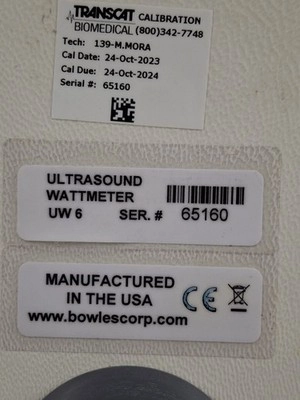 TRANSCAT CALIBRATION
BIOMEDICAL (800)342-7748
Tech: 139-M.MORA
Cal Date: 24-Oct-2023
Cal Due: 24-Oct-2024
Serial #: 65160
ULTRASOUND
WATTMETER
UW 6 SER. # 65160
MANUFACTURED
IN THE USA
CE
www.bowlescorp.com